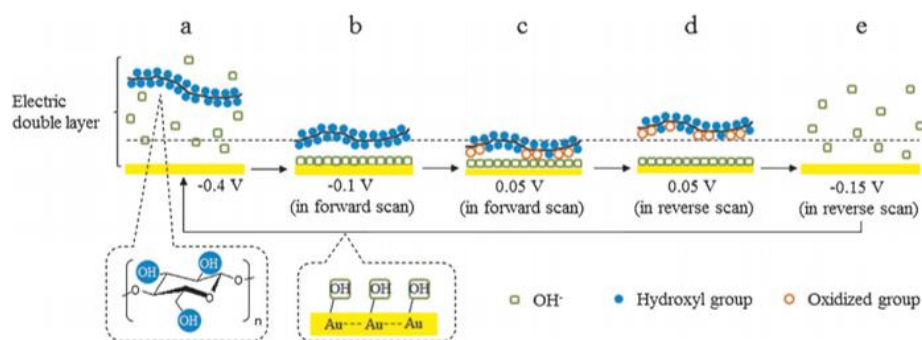 a b c d e
Electric
double layer
-0.4 V -0.1 V 0.05 V 0.05 V -0.15 V
(in forward scan) (in forward scan) (in reverse scan) (in reverse scan)
OH OH OH OH OH
O O O
OH n
Au Au Au
OH- Hydroxyl group Oxidized group